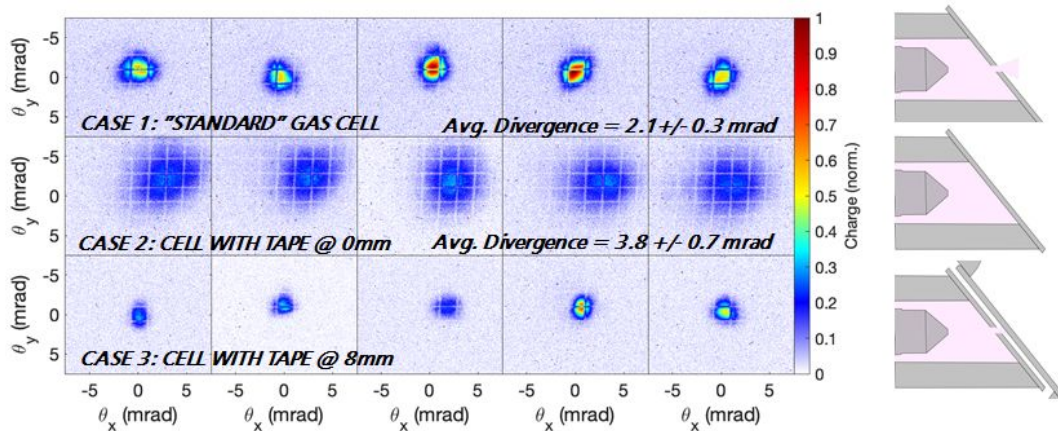 -5
0
5
θy (mrad)
CASE 1: "STANDARD" GAS CELL
Avg. Divergence = 2.1+/- 0.3 mrad
-5
0
5
θy (mrad)
CASE 2: CELL WITH TAPE @ 0mm
Avg. Divergence = 3.8 +/- 0.7 mrad
-5
0
5
θy (mrad)
CASE 3: CELL WITH TAPE @ 8mm
-5 0 5
-5 0 5
-5 0 5
-5 0 5
-5 0 5
θx (mrad)
θx (mrad)
θx (mrad)
θx (mrad)
θx (mrad)
1
0.9
0.8
0.7
0.6
0.5
0.4
0.3
0.2
0.1
0
Charge (norm.)